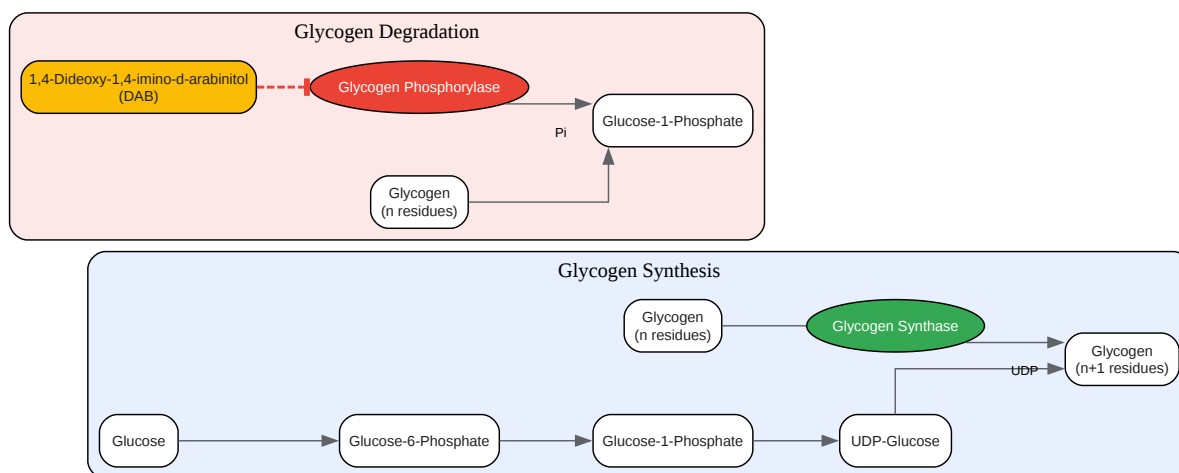 Glycogen Degradation
1,4-Dideoxy-1,4-imino-d-arabinitol
(DAB)
Glycogen Phosphorylase
Glucose-1-Phosphate
Pi
Glycogen
(n residues)
Glycogen Synthesis
Glycogen
(n residues)
Glycogen Synthase
Glycogen
(n+1 residues)
UDP
Glucose
Glucose-6-Phosphate
Glucose-1-Phosphate
UDP-Glucose